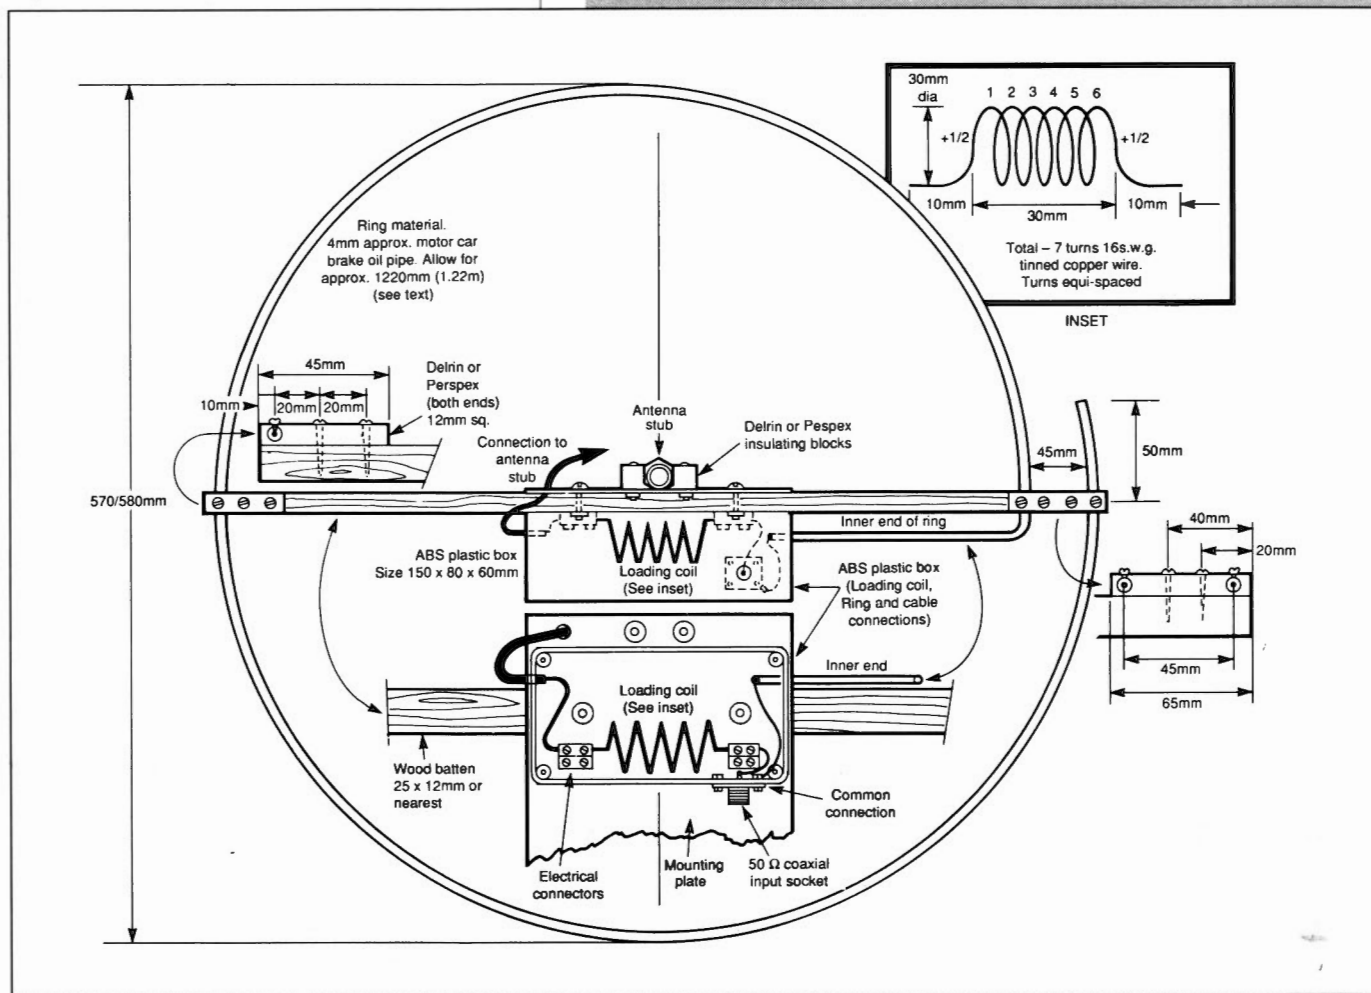 30mm
dia
1 2 3 4 5 6
+1/2
+1/2
10mm
30mm
10mm
Total – 7 turns 16s.w.g.
tinned copper wire.
Turns equi-spaced
INSET
Ring material.
4mm approx. motor car
brake oil pipe. Allow for
approx. 1220mm (1.22m)
(see text)
45mm
10mm
20mm
20mm
Delrin or
Perspex
(both ends)
12mm sq.
Connection to
antenna
stub
Antenna
stub
Delrin or Pespex
insulating blocks
45mm
50mm
570/580mm
Inner end of ring
ABS plastic box
Size 150 x 80 x 60mm
Loading coil
(See inset)
ABS plastic box
(Loading coil,
Ring and cable
connections)
40mm
20mm
45mm
65mm
Inner end
Loading coil
(See inset)
Wood batten
25 x 12mm or
nearest
Common
connection
Electrical
connectors
Mounting
plate
50 Ω coaxial
input socket